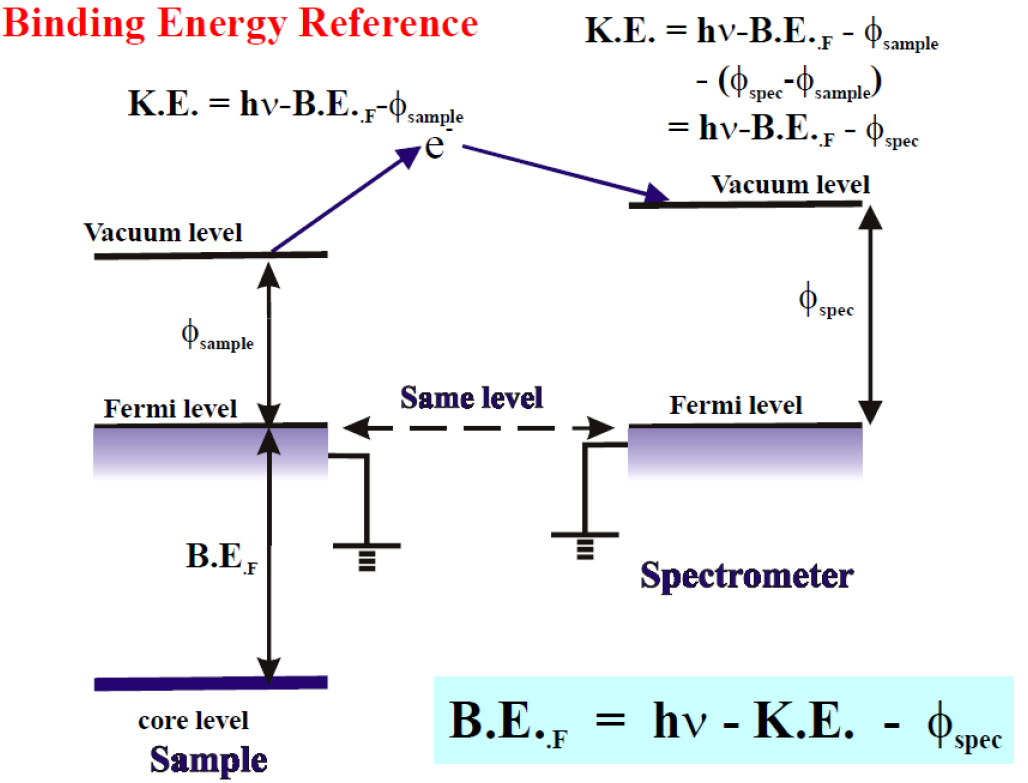 Binding Energy Reference
K.E. = hν-B.E..F - ϕsample
- (ϕspec-ϕsample)
= hν-B.E..F - ϕspec
K.E. = hν-B.E..F-ϕsample
e-
Vacuum level
Vacuum level
ϕsample
ϕspec
Fermi level
Same level
Fermi level
B.E.F
Spectrometer
core level
Sample
B.E..F = hν - K.E. - ϕspec